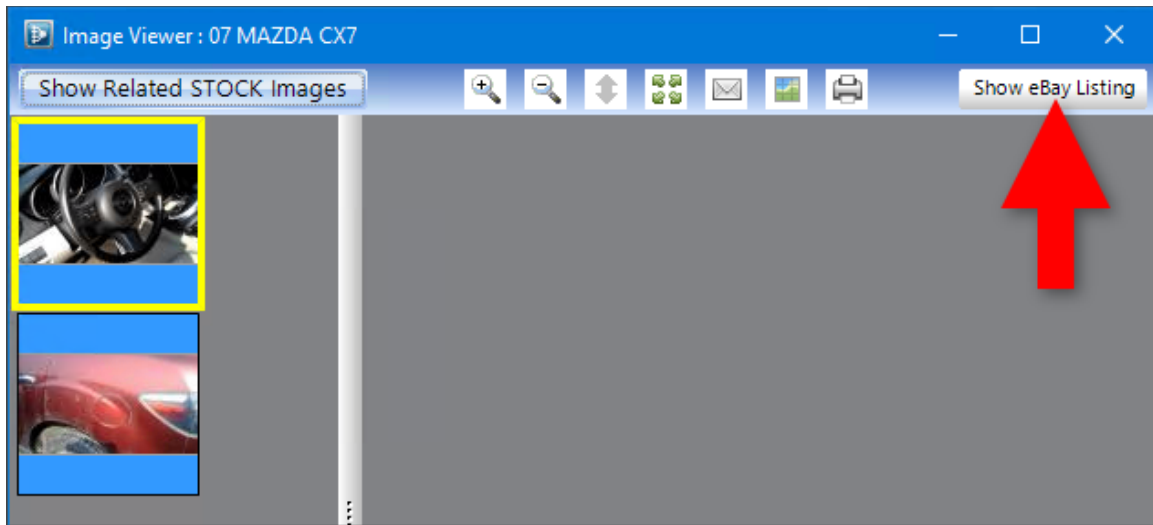 Image Viewer : 07 MAZDA CX7
Show Related STOCK Images
Show eBay Listing